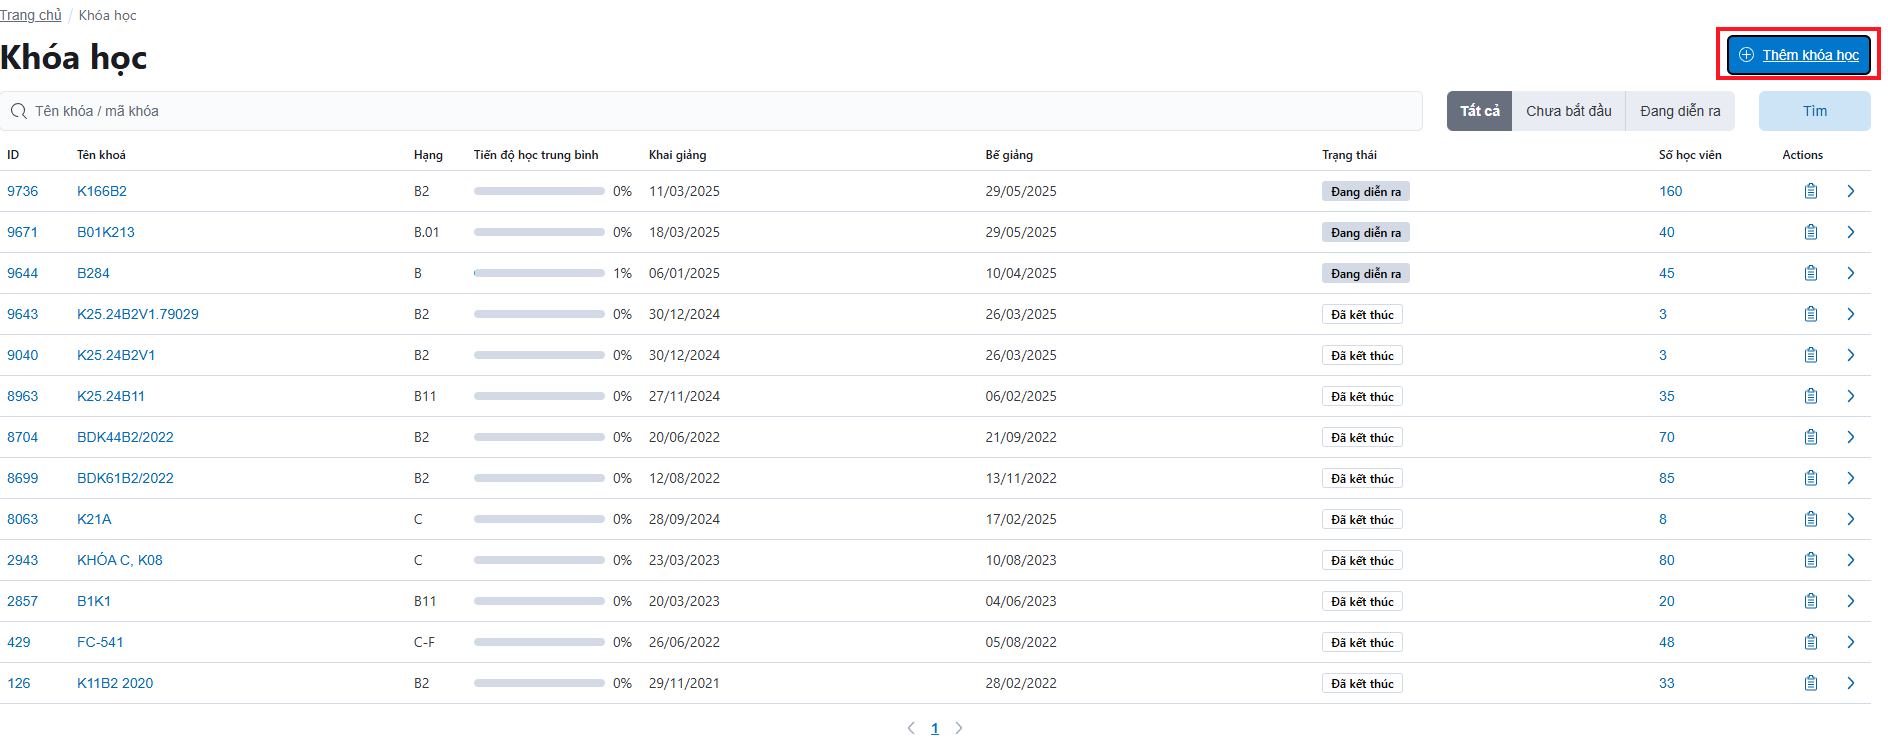 Trang chủ / Khóa học
Khóa học
Thêm khóa học
Tên khóa / mã khóa
Tất cả Chưa bắt đầu Đang diễn ra Tìm
ID Tên khoá Hạng Tiến độ học trung bình Khai giảng Bế giảng Trạng thái Số học viên Actions
9736 K166B2 B2 0% 11/03/2025 29/05/2025 Đang diễn ra 160
9671 B01K213 B.01 0% 18/03/2025 29/05/2025 Đang diễn ra 40
9644 B284 B 1% 06/01/2025 10/04/2025 Đang diễn ra 45
9643 K25.24B2V1.79029 B2 0% 30/12/2024 26/03/2025 Đã kết thúc 3
9040 K25.24B2V1 B2 0% 30/12/2024 26/03/2025 Đã kết thúc 3
8963 K25.24B11 B11 0% 27/11/2024 06/02/2025 Đã kết thúc 35
8704 BDK44B2/2022 B2 0% 20/06/2022 21/09/2022 Đã kết thúc 70
8699 BDK61B2/2022 B2 0% 12/08/2022 13/11/2022 Đã kết thúc 85
8063 K21A C 0% 28/09/2024 17/02/2025 Đã kết thúc 8
2943 KHÓA C, K08 C 0% 23/03/2023 10/08/2023 Đã kết thúc 80
2857 B1K1 B11 0% 20/03/2023 04/06/2023 Đã kết thúc 20
429 FC-541 C-F 0% 26/06/2022 05/08/2022 Đã kết thúc 48
126 K11B2 2020 B2 0% 29/11/2021 28/02/2022 Đã kết thúc 33
1